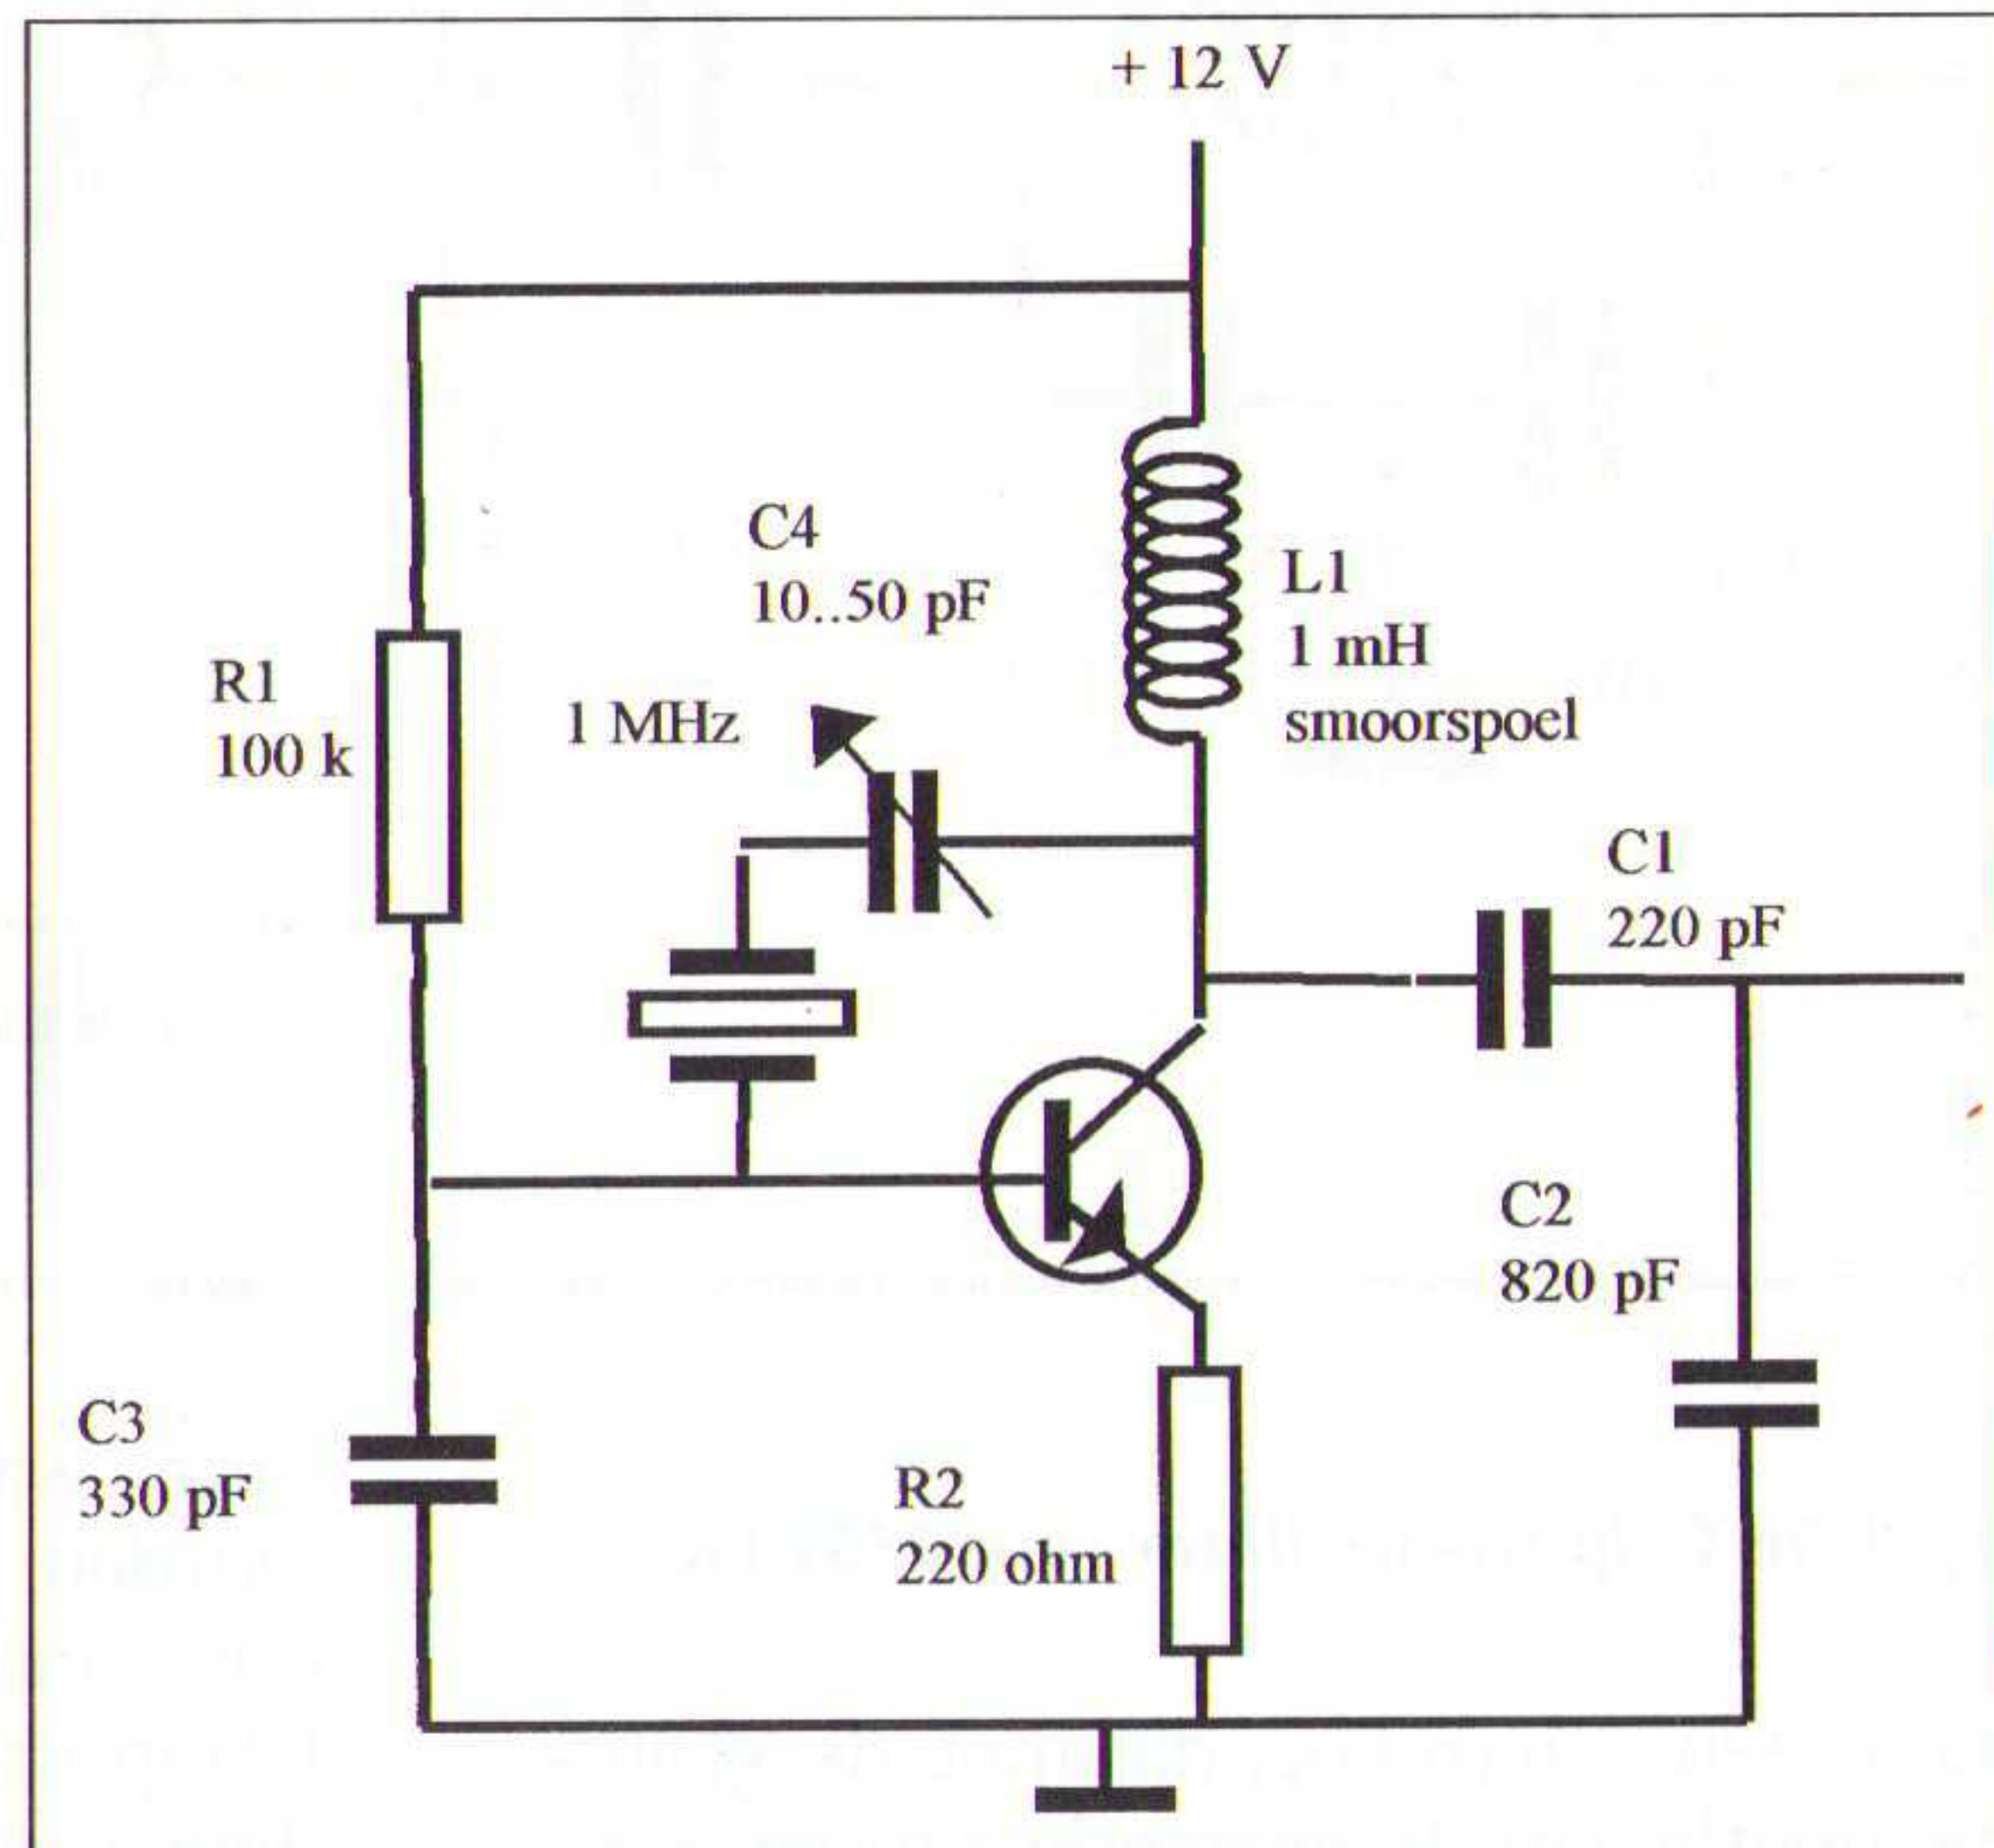 + 12 V
C4
10..50 pF
L1
1 mH
smoorspoel
R1
100 k
1 MHz
C1
220 pF
C2
820 pF
C3
330 pF
R2
220 ohm